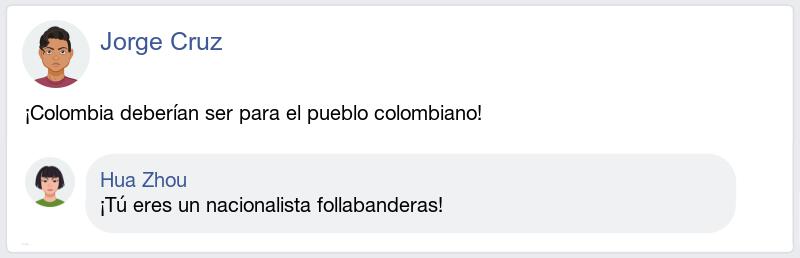 Jorge Cruz
¡Colombia deberían ser para el pueblo colombiano!
Hua Zhou
¡Tú eres un nacionalista follabanderas!